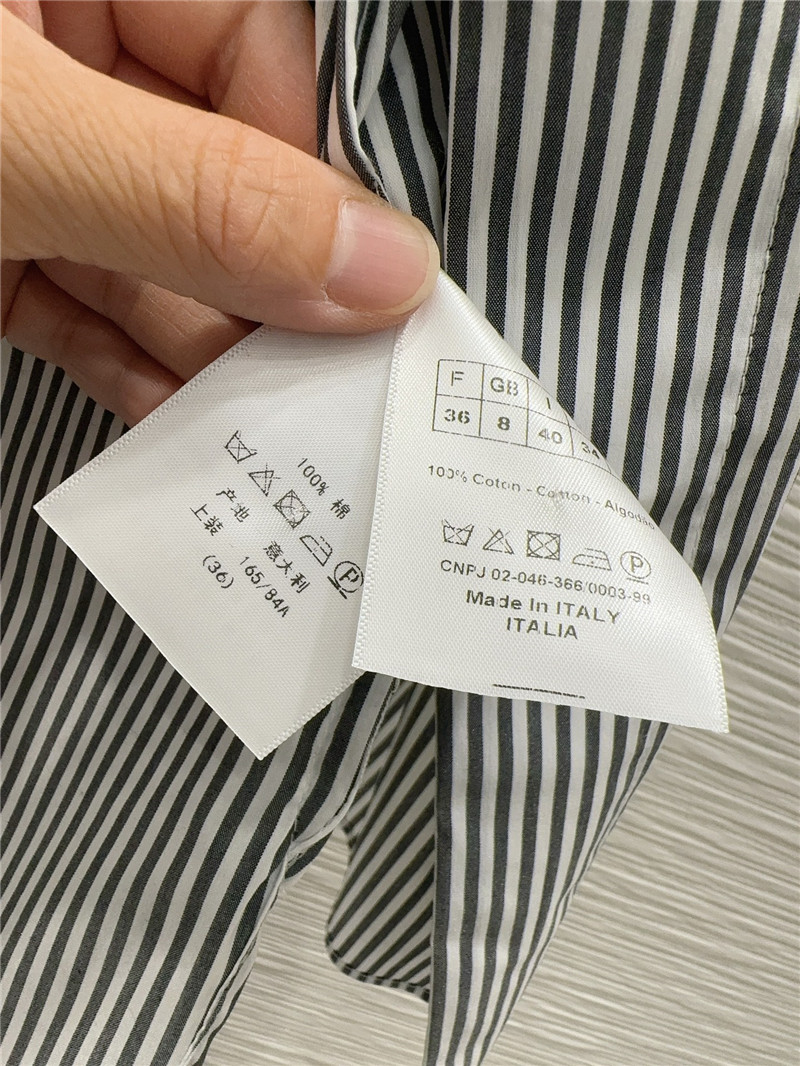 100% 棉
产地 意大利
上装 165/84A
(36)
P
F GB I
36 8 40 34
100% Coton - Cotton - Algodão
P
CNPJ 02-046-366/0003-99
Made In ITALY
ITALIA